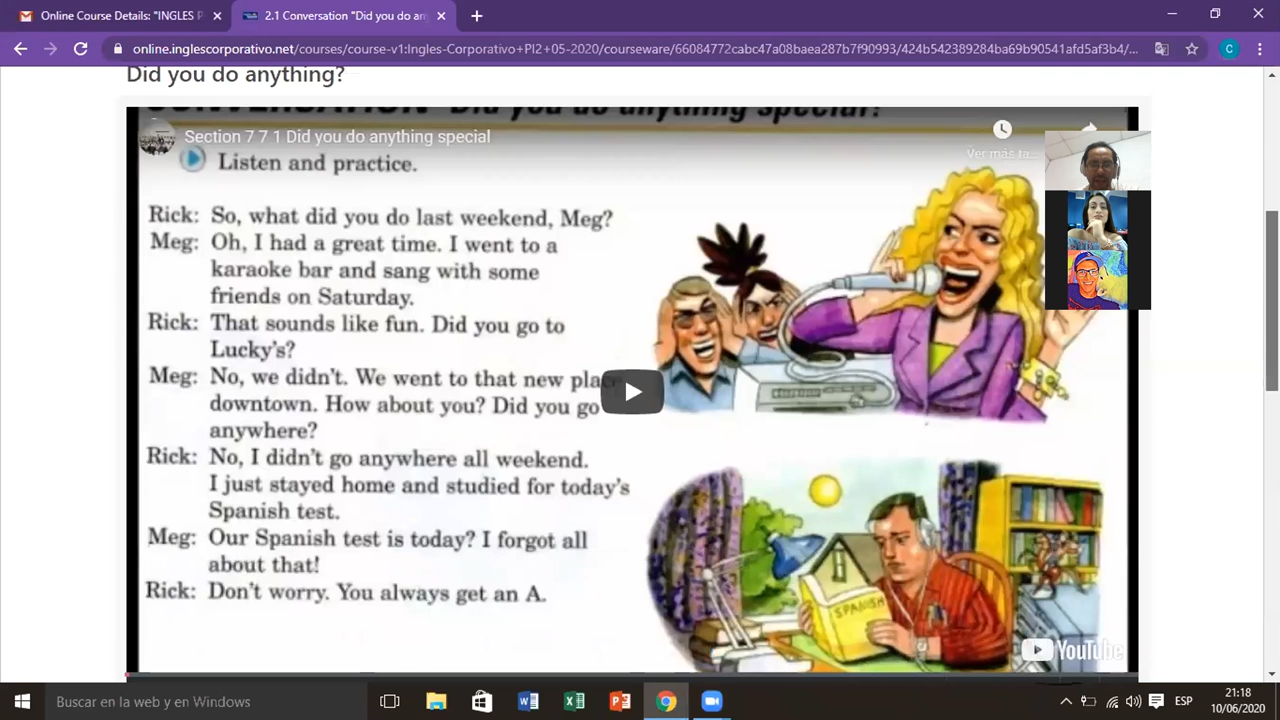 Online Course Details: "INGLES P
2.1 Conversation "Did you do an
online.inglescorporativo.net/courses/course-v1:Ingles-Corporativo+PI2+05-2020/courseware/66084772cabc47a08baea287b7f90993/424b542389284ba69b90541afd5af3b4/...
C
Did you do anything?
CONVERSATION Did you do anything special?
Section 7 7 1 Did you do anything special
Ver más ta...
Listen and practice.
Rick: So, what did you do last weekend, Meg?
Meg: Oh, I had a great time. I went to a
karaoke bar and sang with some
friends on Saturday.
Rick: That sounds like fun. Did you go to
Lucky's?
Meg: No, we didn't. We went to that new plac
downtown. How about you? Did you go
anywhere?
Rick: No, I didn't go anywhere all weekend.
I just stayed home and studied for today's
Spanish test.
Meg: Our Spanish test is today? I forgot all
about that!
Rick: Don't worry. You always get an A.
SPANISH
YouTube
Buscar en la web y en Windows
ESP
21:18
10/06/2020